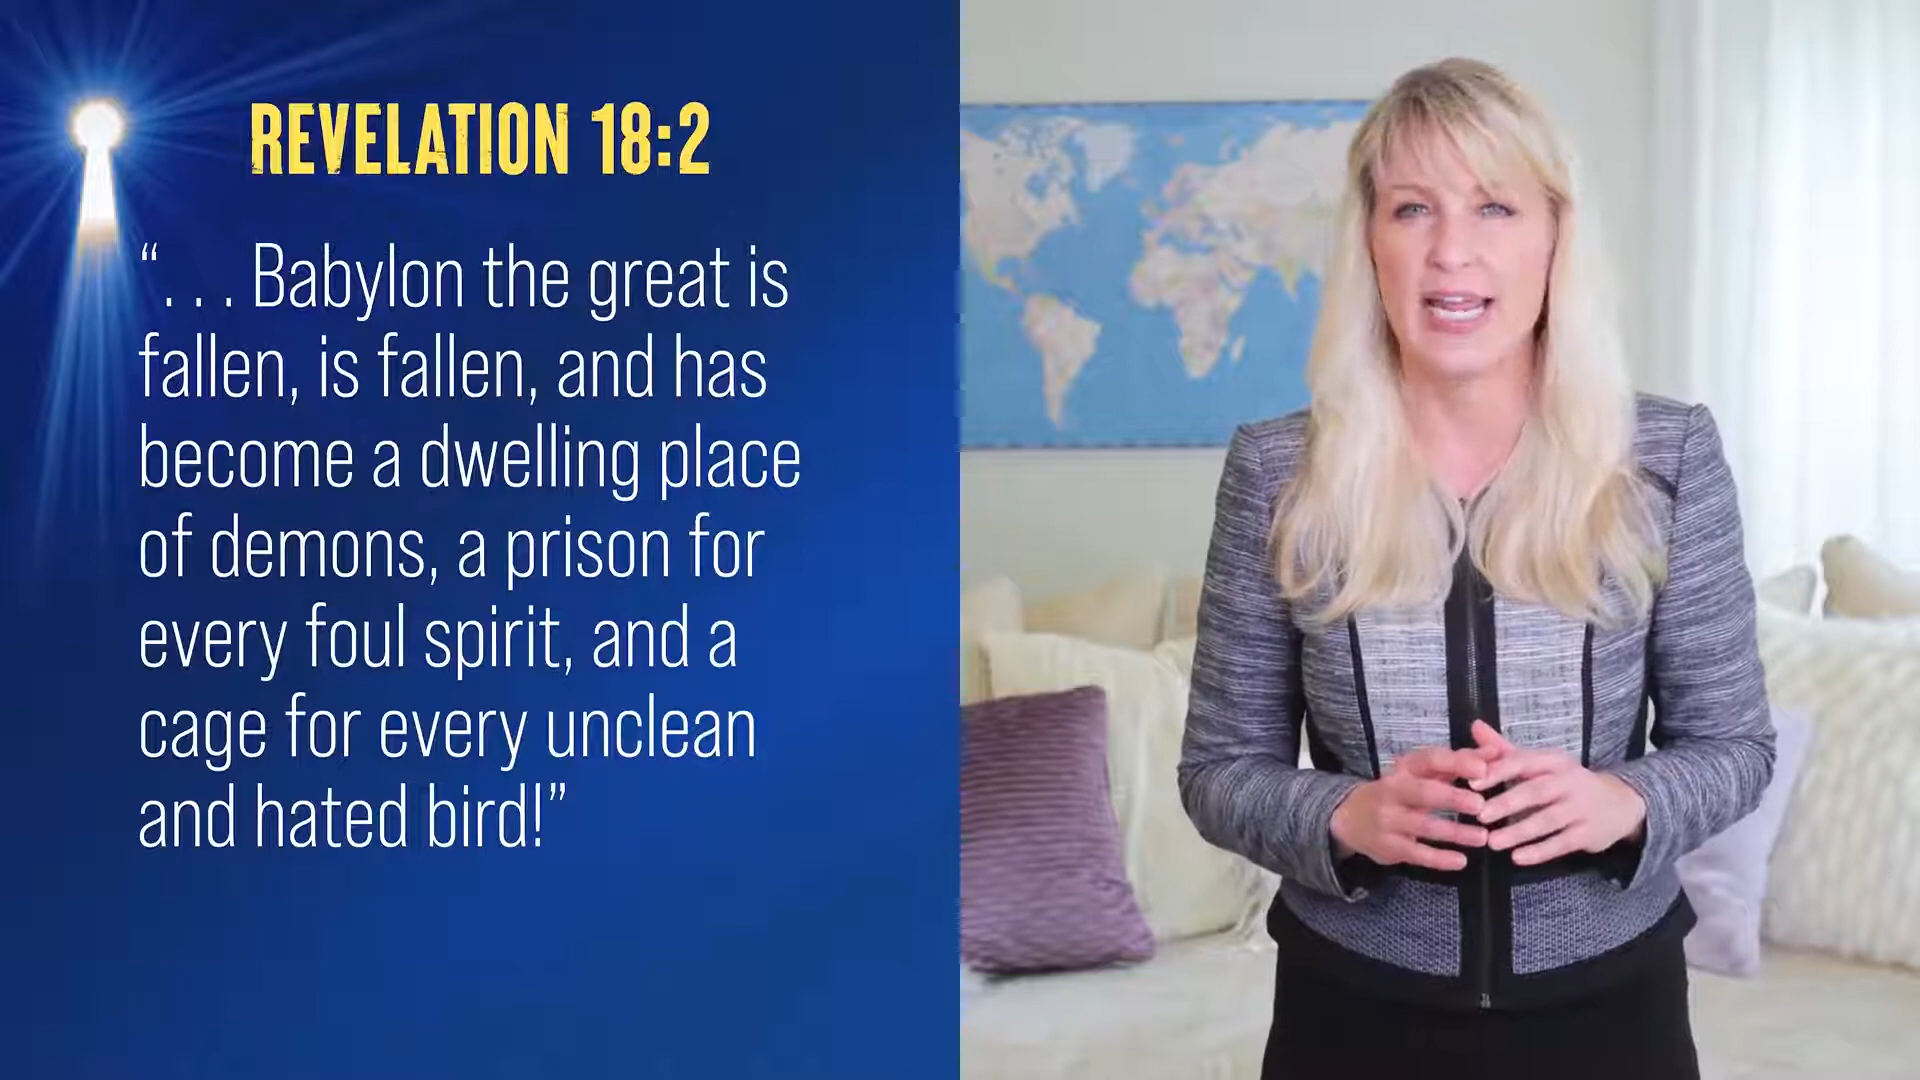 REVELATION 18:2
“. . . Babylon the great is
fallen, is fallen, and has
become a dwelling place
of demons, a prison for
every foul spirit, and a
cage for every unclean
and hated bird!”